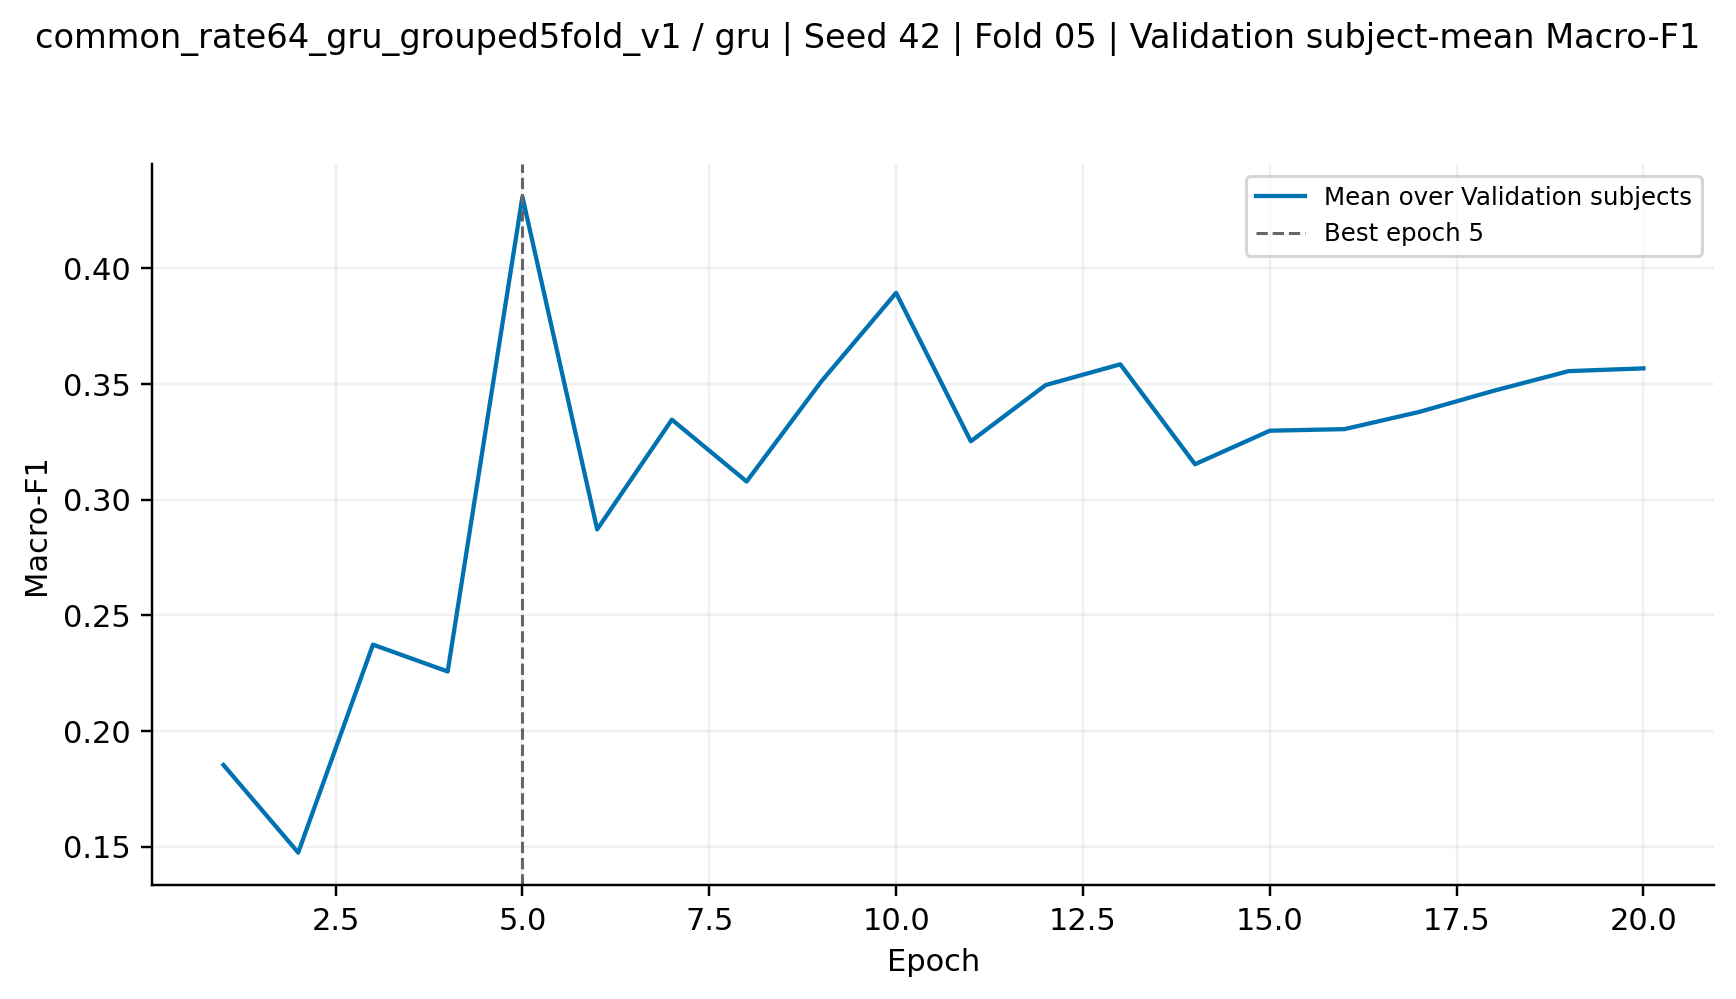 common_rate64_gru_grouped5fold_v1 / gru | Seed 42 | Fold 05 | Validation subject-mean Macro-F1
Mean over Validation subjects
Best epoch 5
Macro-F1
0.40
0.35
0.30
0.25
0.20
0.15
2.5 5.0 7.5 10.0 12.5 15.0 17.5 20.0
Epoch